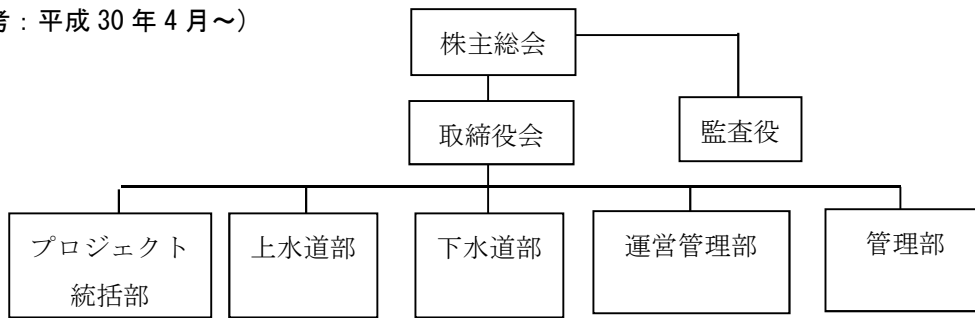 考：平成 30 年 4 月～）
株主総会
取締役会
監査役
プロジェクト
統括部
上水道部
下水道部
運営管理部
管理部